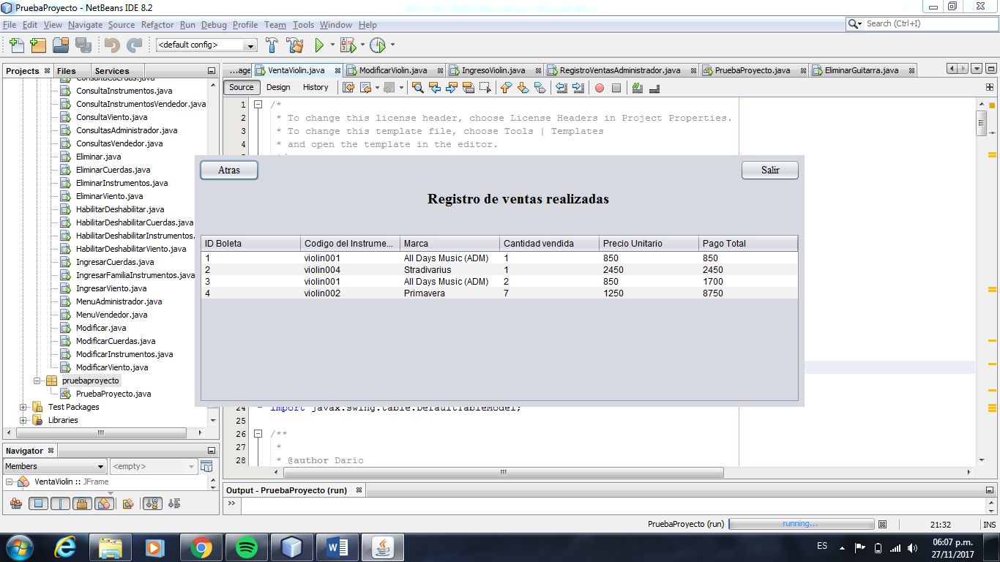 PruebaProyecto - NetBeans IDE 8.2
File Edit View Navigate Source Refactor Run Debug Profile Team Tools Window Help
Search (Ctrl+I)
<default config>
Projects Files Services
ConsultaCuerdas.java
ConsultaInstrumentos.java
ConsultaInstrumentosVendedor.java
ConsultaViento.java
ConsultasAdministrador.java
ConsultasVendedor.java
Eliminar.java
EliminarCuerdas.java
EliminarInstrumentos.java
EliminarViento.java
HabilitarDeshabilitar.java
HabilitarDeshabilitarCuerdas.java
HabilitarDeshabilitarInstrumentos.
HabilitarDeshabilitarViento.java
IngresarCuerdas.java
IngresarFamiliaInstrumentos.java
IngresarViento.java
MenuAdministrador.java
MenuVendedor.java
Modificar.java
ModificarCuerdas.java
ModificarInstrumentos.java
ModificarViento.java
pruebaproyecto
PruebaProyecto.java
Test Packages
Libraries
Navigator
Members <empty>
VentaViolin :: JFrame
...age VentaViolin.java ModificarViolin.java IngresoViolin.java RegistroVentasAdministrador.java PruebaProyecto.java EliminarGuitarra.java
Source Design History
1 /*
2 * To change this license header, choose License Headers in Project Properties.
3 * To change this template file, choose Tools | Templates
4 * and open the template in the editor.
Atras Salir
Registro de ventas realizadas
ID Boleta Codigo del Instrume... Marca Cantidad vendida Precio Unitario Pago Total
1 violin001 All Days Music (ADM) 1 850 850
2 violin004 Stradivarius 1 2450 2450
3 violin001 All Days Music (ADM) 2 850 1700
4 violin002 Primavera 7 1250 8750
24 import javax.swing.table.DefaultTableModel;
25
26 /**
27 *
28 * @author Dario
Output - PruebaProyecto (run)
>>
PruebaProyecto (run) running... 21:32 INS
ES 06:07 p.m.
27/11/2017